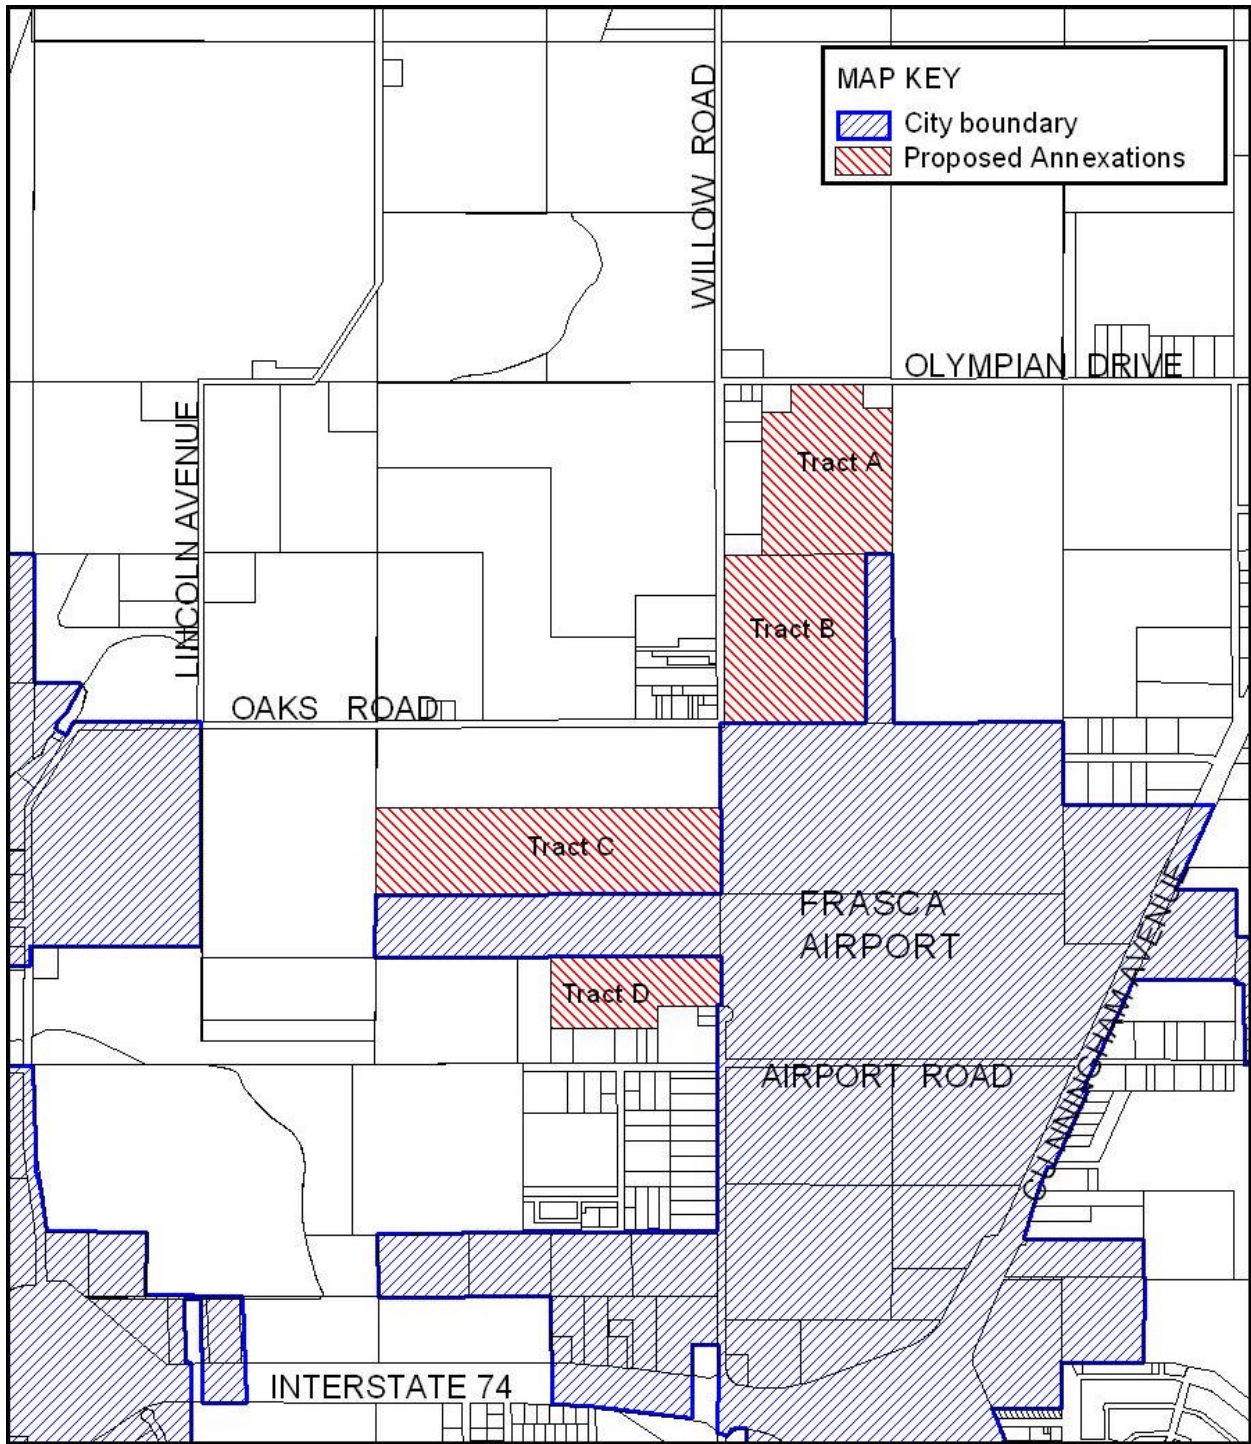 MAP KEY
City boundary
Proposed Annexations
WILLOW ROAD
OLYMPIAN DRIVE
LINCOLN AVENUE
Tract A
Tract B
OAKS ROAD
Tract C
FRASCA
AIRPORT
Tract D
CUNNINGHAM AVENUE
AIRPORT ROAD
INTERSTATE 74